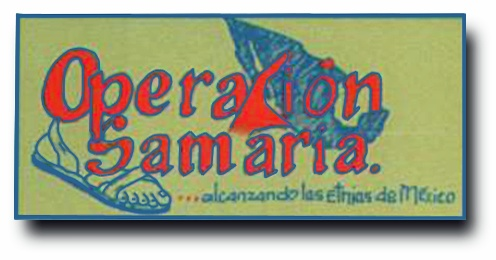 Operación
Samaria.
...alcanzando las etnias de México